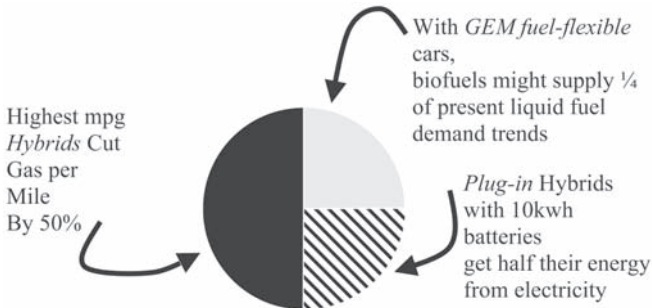 With GEM fuel-flexible
cars,
biofuels might supply ¼
of present liquid fuel
demand trends
Highest mpg
Hybrids Cut
Gas per
Mile
By 50%
Plug-in Hybrids
with 10kwh
batteries
get half their energy
from electricity